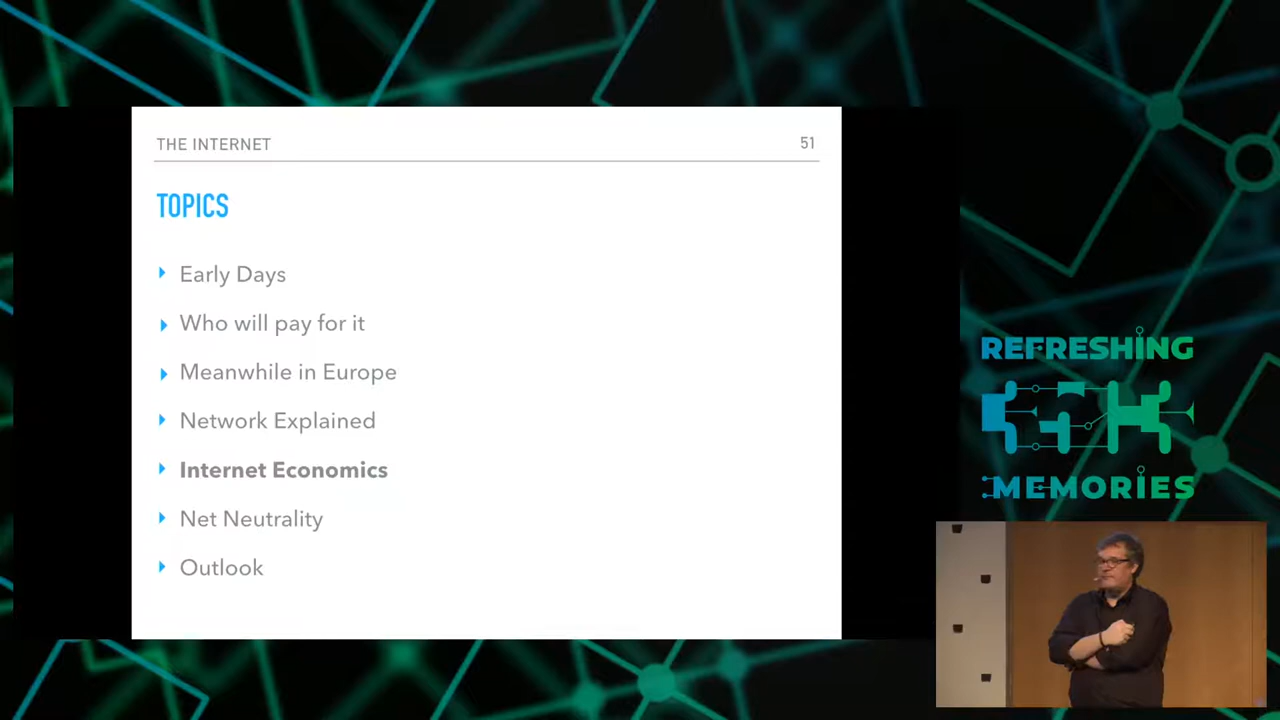 THE INTERNET
51
TOPICS
Early Days
Who will pay for it
Meanwhile in Europe
Network Explained
Internet Economics
Net Neutrality
Outlook
REFRESHING
MEMORIES